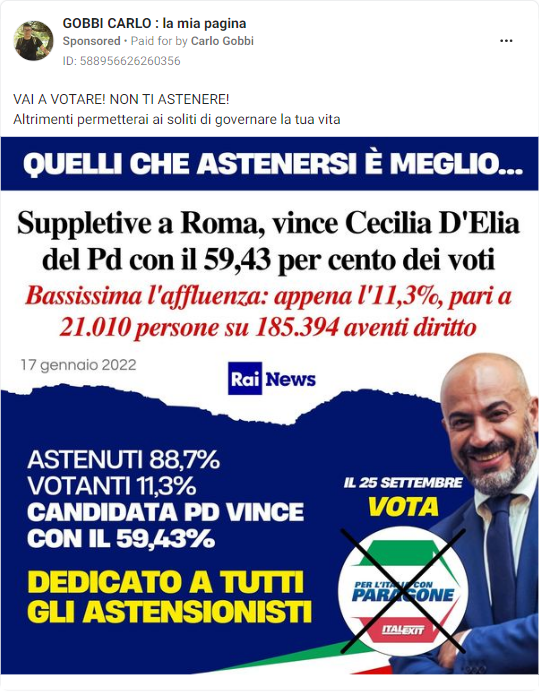 GOBBI CARLO : la mia pagina
Sponsored • Paid for by Carlo Gobbi
ID: 588956626260356
VAI A VOTARE! NON TI ASTENERE!
Altrimenti permetterai ai soliti di governare la tua vita
QUELLI CHE ASTENERSI È MEGLIO...
Suppletive a Roma, vince Cecilia D'Elia
del Pd con il 59,43 per cento dei voti
Bassissima l'affluenza: appena l'11,3%, pari a
21.010 persone su 185.394 aventi diritto
17 gennaio 2022
Rai News
ASTENUTI 88,7%
VOTANTI 11,3%
CANDIDATA PD VINCE
CON IL 59,43%
DEDICATO A TUTTI
GLI ASTENSIONISTI
IL 25 SETTEMBRE
VOTA
PER L'ITALIA CON
PARAGONE
ITALEXIT